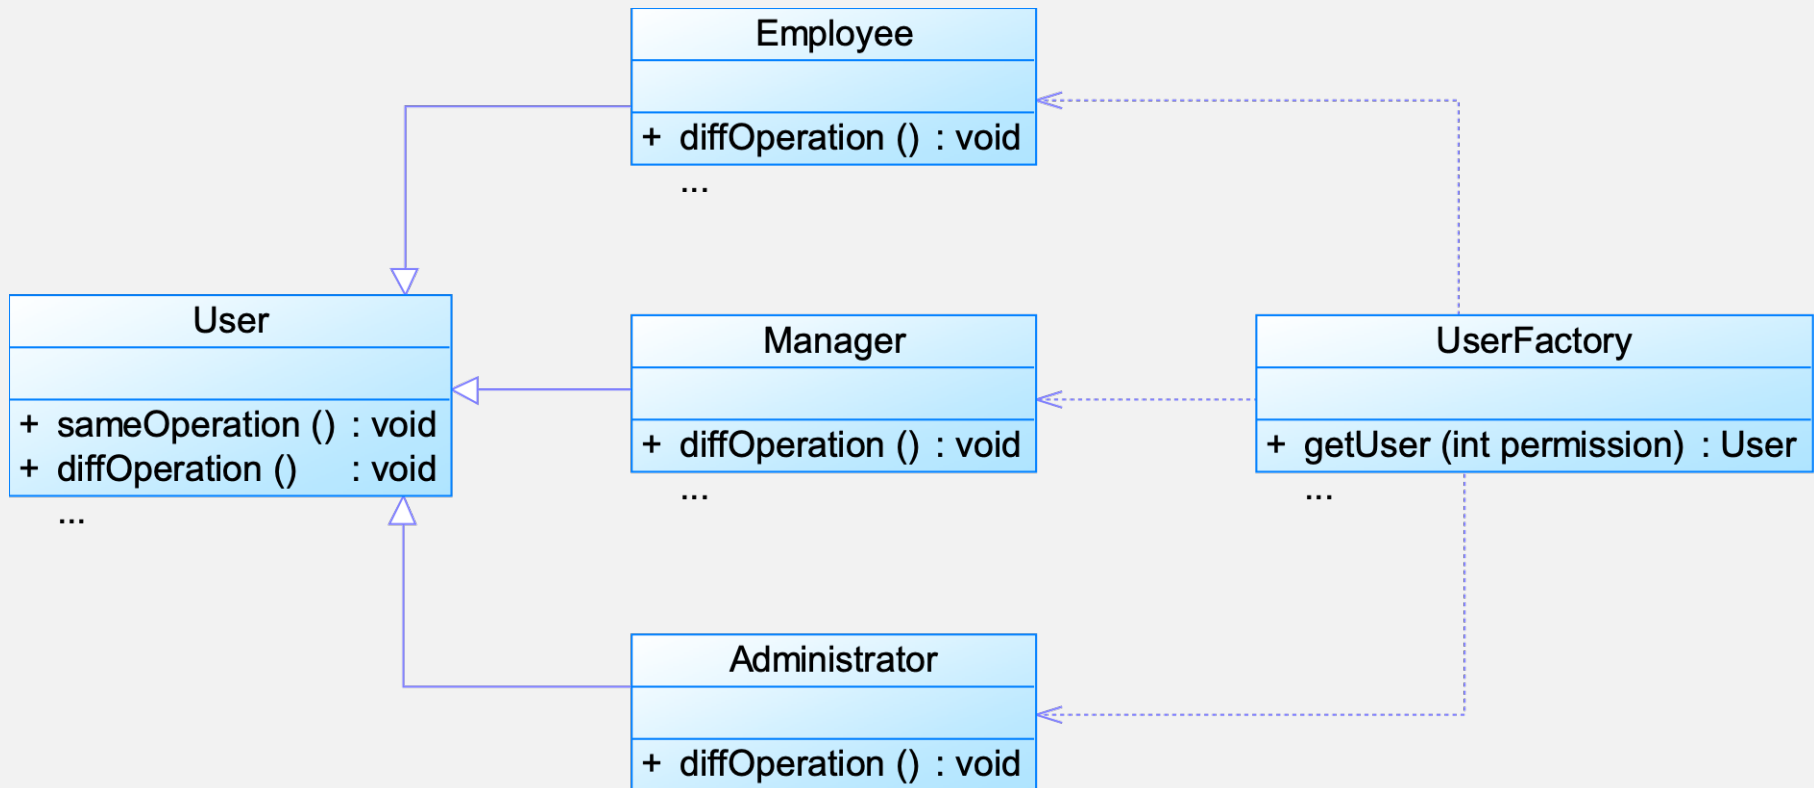 Employee
+ diffOperation () : void
...
User
+ sameOperation () : void
+ diffOperation () : void
...
Manager
+ diffOperation () : void
...
UserFactory
+ getUser (int permission) : User
...
Administrator
+ diffOperation () : void